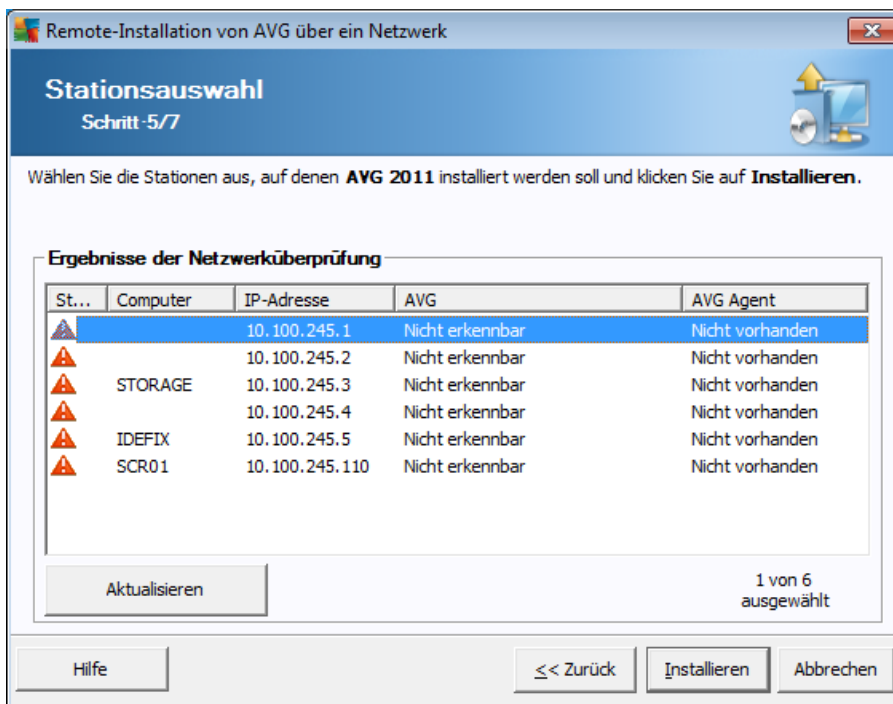 Remote-Installation von AVG über ein Netzwerk
Stationsauswahl
Schritt-5/7
Wählen Sie die Stationen aus, auf denen AVG 2011 installiert werden soll und klicken Sie auf Installieren.
Ergebnisse der Netzwerküberprüfung
St... Computer IP-Adresse AVG AVG Agent
10.100.245.1 Nicht erkennbar Nicht vorhanden
10.100.245.2 Nicht erkennbar Nicht vorhanden
STORAGE 10.100.245.3 Nicht erkennbar Nicht vorhanden
10.100.245.4 Nicht erkennbar Nicht vorhanden
IDEFIX 10.100.245.5 Nicht erkennbar Nicht vorhanden
SCR01 10.100.245.110 Nicht erkennbar Nicht vorhanden
Aktualisieren
1 von 6
ausgewählt
Hilfe << Zurück Installieren Abbrechen